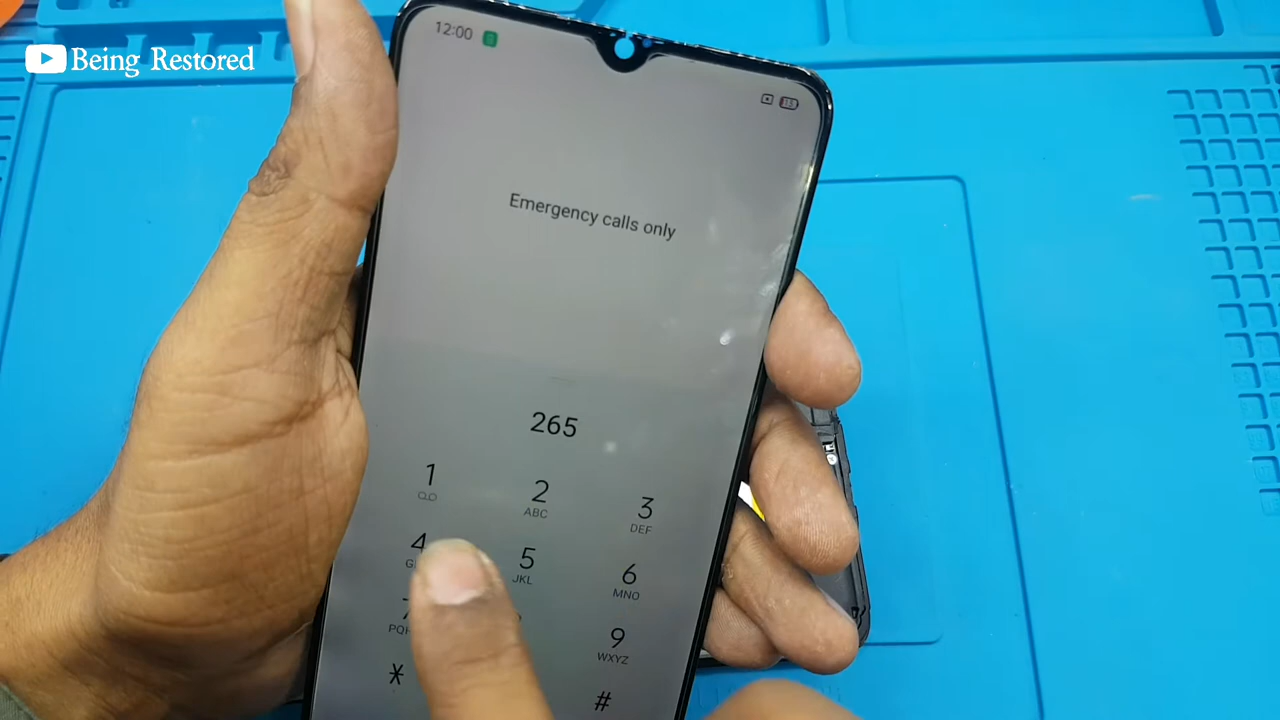 Being Restored
12:00
Emergency calls only
265
1
2
ABC
3
DEF
4
5
JKL
6
MNO
9
WXYZ
*
#